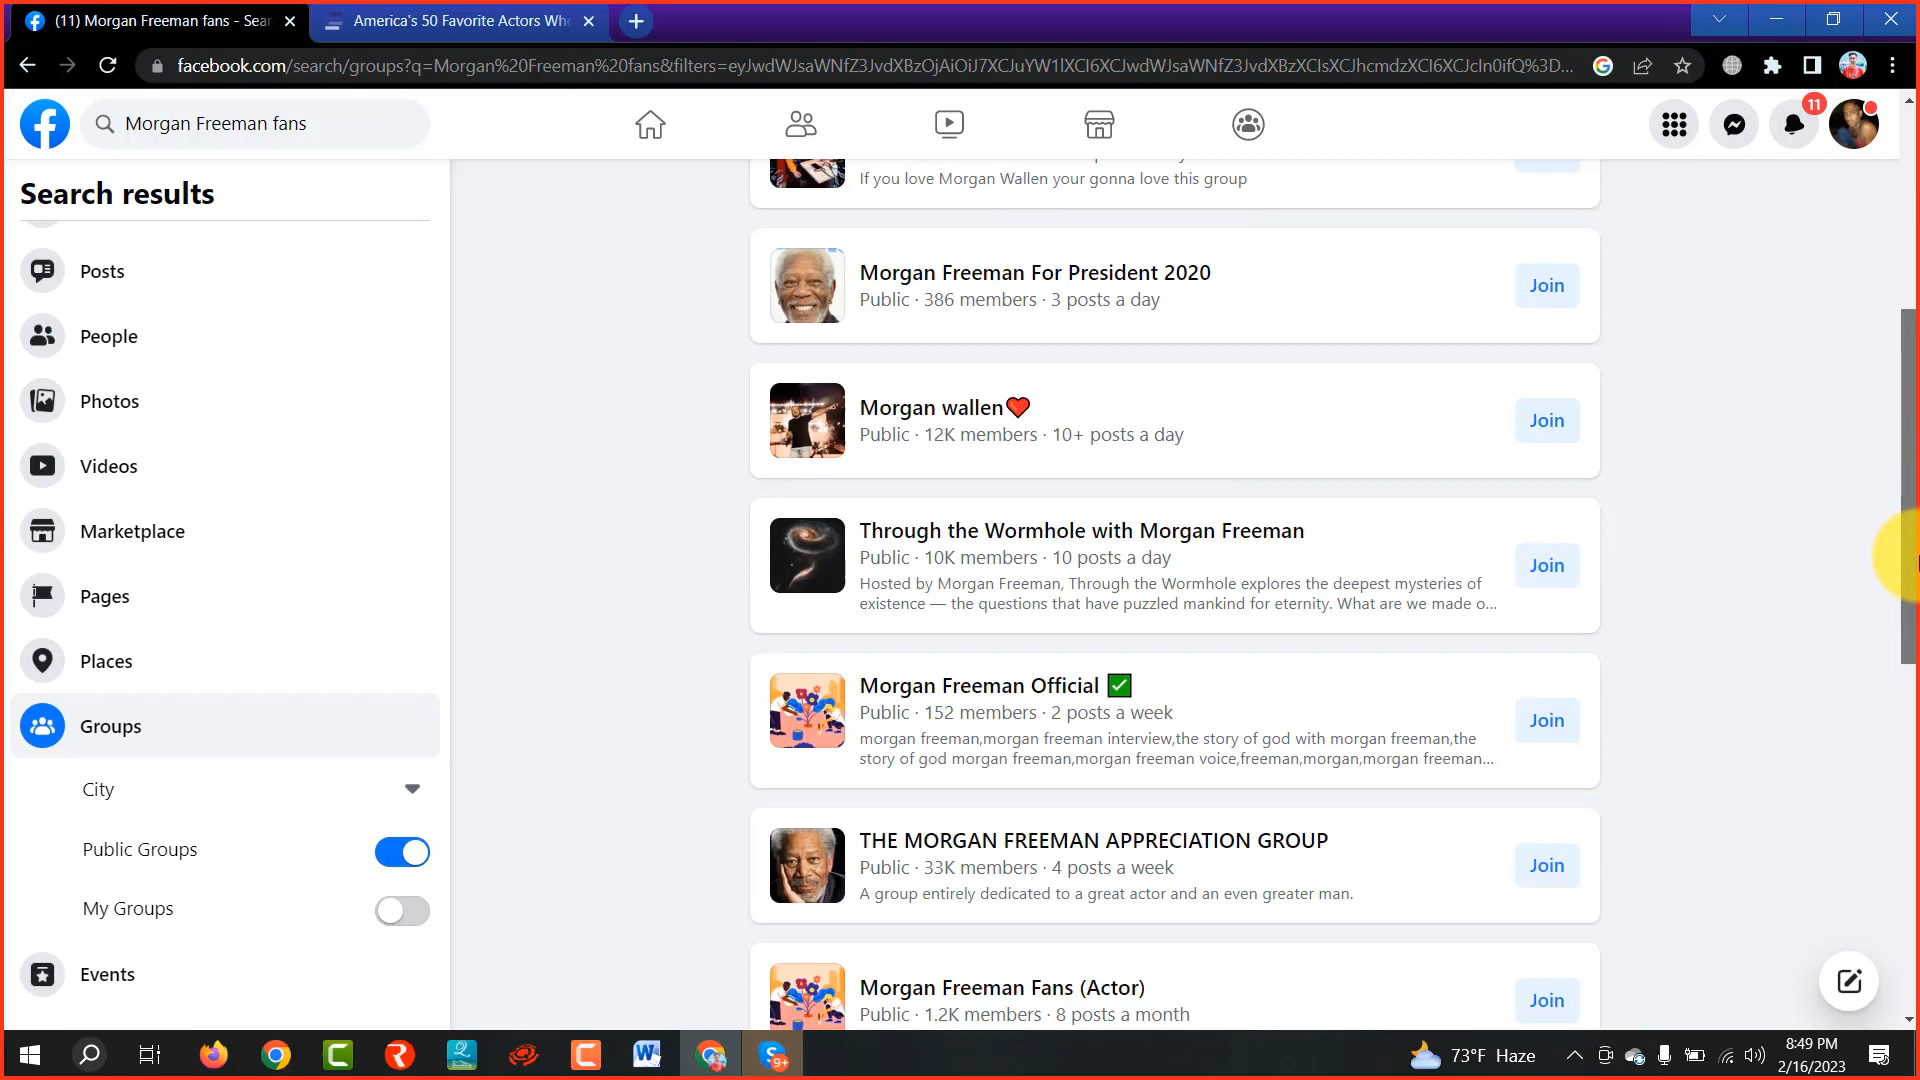 (11) Morgan Freeman fans - Sear
America's 50 Favorite Actors Who
facebook.com/search/groups?q=Morgan%20Freeman%20fans&filters=
Morgan Freeman fans
11
Search results
Posts
People
Photos
Videos
Marketplace
Pages
Places
Groups
City
Public Groups
My Groups
Events
If you love Morgan Wallen your gonna love this group
Morgan Freeman For President 2020
Public · 386 members · 3 posts a day
Join
Morgan wallen❤️
Public · 12K members · 10+ posts a day
Join
Through the Wormhole with Morgan Freeman
Public · 10K members · 10 posts a day
Hosted by Morgan Freeman, Through the Wormhole explores the deepest mysteries of
existence — the questions that have puzzled mankind for eternity. What are we made o...
Join
Morgan Freeman Official ✅
Public · 152 members · 2 posts a week
morgan freeman,morgan freeman interview,the story of god with morgan freeman,the
story of god morgan freeman,morgan freeman voice,freeman,morgan,morgan freeman...
Join
THE MORGAN FREEMAN APPRECIATION GROUP
Public · 33K members · 4 posts a week
A group entirely dedicated to a great actor and an even greater man.
Join
Morgan Freeman Fans (Actor)
Public · 1.2K members · 8 posts a month
Join
9+
73°F Haze
8:49 PM
2/16/2023